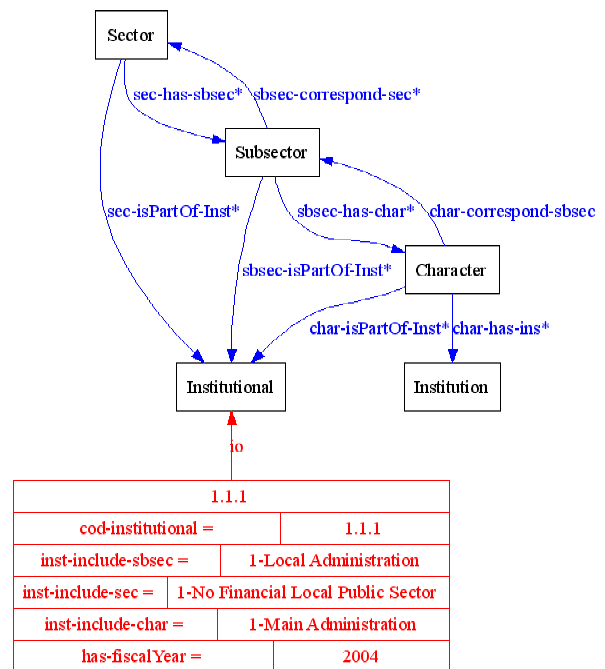 Sector
sec-has-sbsec* sbsec-correspond-sec*
Subsector
sec-isPartOf-Inst* sbsec-has-char* char-correspond-sbsec
sbsec-isPartOf-Inst* Character
char-isPartOf-Inst* char-has-ins*
Institutional Institution
io
1.1.1
cod-institutional = 1.1.1
inst-include-sbsec = 1-Local Administration
inst-include-sec = 1-No Financial Local Public Sector
inst-include-char = 1-Main Administration
has-fiscalYear = 2004